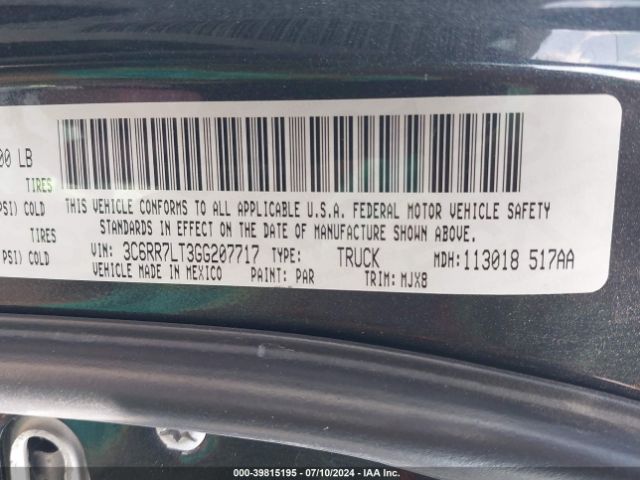 00 LB
TIRES
PSI) COLD
TIRES
PSI) COLD
THIS VEHICLE CONFORMS TO ALL APPLICABLE U.S.A. FEDERAL MOTOR VEHICLE SAFETY
STANDARDS IN EFFECT ON THE DATE OF MANUFACTURE SHOWN ABOVE.
VIN: 3C6RR7LT3GG207717 TYPE: TRUCK MDH: 113018 517AA
VEHICLE MADE IN MEXICO PAINT: PAR TRIM: MJX8
000-39815195 - 07/10/2024 - IAA Inc.